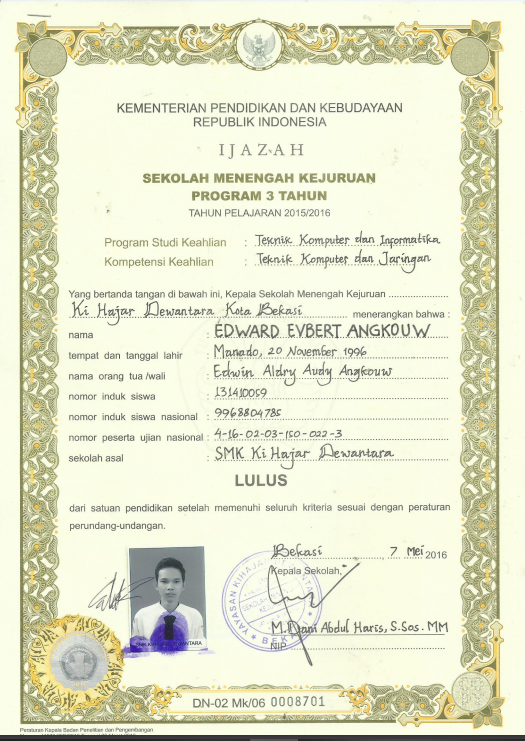 KEMENTERIAN PENDIDIKAN DAN KEBUDAYAAN
REPUBLIK INDONESIA
IJAZAH
SEKOLAH MENENGAH KEJURUAN
PROGRAM 3 TAHUN
TAHUN PELAJARAN 2015/2016
Program Studi Keahlian : Teknik Komputer dan Informatika
Kompetensi Keahlian : Teknik Komputer dan Jaringan
Yang bertanda tangan di bawah ini, Kepala Sekolah Menengah Kejuruan
Ki Hajar Dewantara Kota Bekasi menerangkan bahwa :
nama : EDWARD EVBERT ANGKOUW
tempat dan tanggal lahir : Manado, 20 November 1996
nama orang tua /wali : Edwin Aldry Audy Angkouw
nomor induk siswa : 131410059
nomor induk siswa nasional : 9968804785
nomor peserta ujian nasional : 4-16-02-03-150-022-3
sekolah asal : SMK Ki Hajar Dewantara
LULUS
dari satuan pendidikan setelah memenuhi seluruh kriteria sesuai dengan peraturan
perundang-undangan.
Bekasi, 7 Mei 2016
Kepala Sekolah,
YAYASAN KIHAJAR
BEKASI
M. Djani Abdul Haris, S.Sos. MM
NIP
DN-02 Mk/06 0008701
Peraturan Kepala Badan Penelitian dan Pengembangan